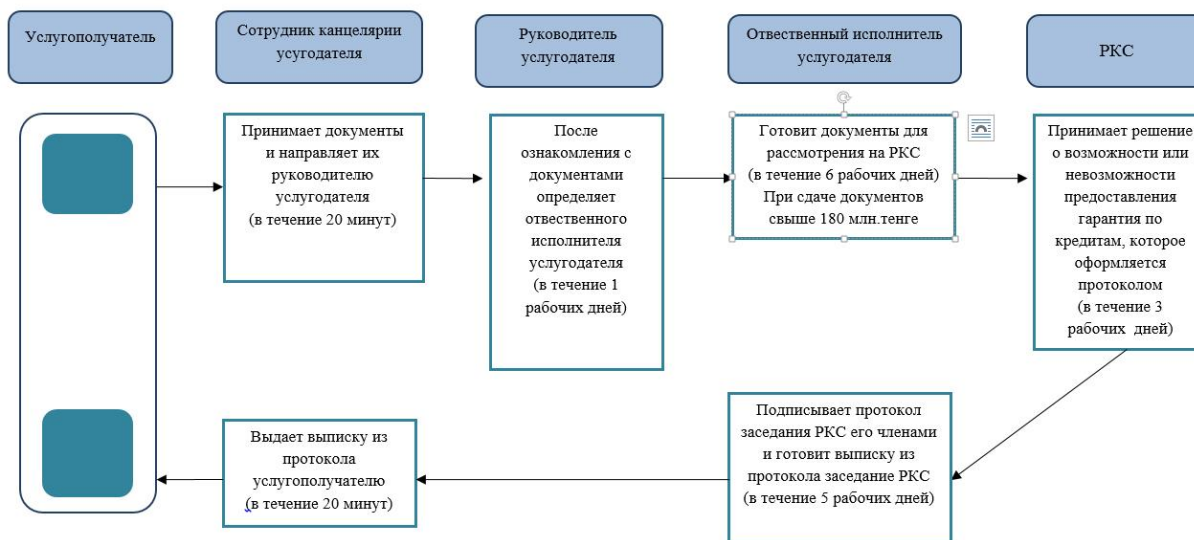 Услугополучатель
Сотрудник канцелярии
усугодателя
Руководитель
услугодателя
Отвественный исполнитель
услугодателя
РКС
Принимает документы
и направляет их
руководителю
услугодателя
(в течение 20 минут)
После
ознакомления с
документами
определяет
отвественного
исполнителя
услугодателя
(в течение 1
рабочих дней)
Готовит документы для
рассмотрения на РКС
(в течение 6 рабочих дней)
При сдаче документов
свыше 180 млн.тенге
Принимает решение
о возможности или
невозможности
предоставления
гарантия по
кредитам, которое
оформляется
протоколом
(в течение 3
рабочих дней)
Подписывает протокол
заседания РКС его членами
и готовит выписку из
протокола заседание РКС
(в течение 5 рабочих дней)
Выдает выписку из
протокола
услугополучателю
(в течение 20 минут)